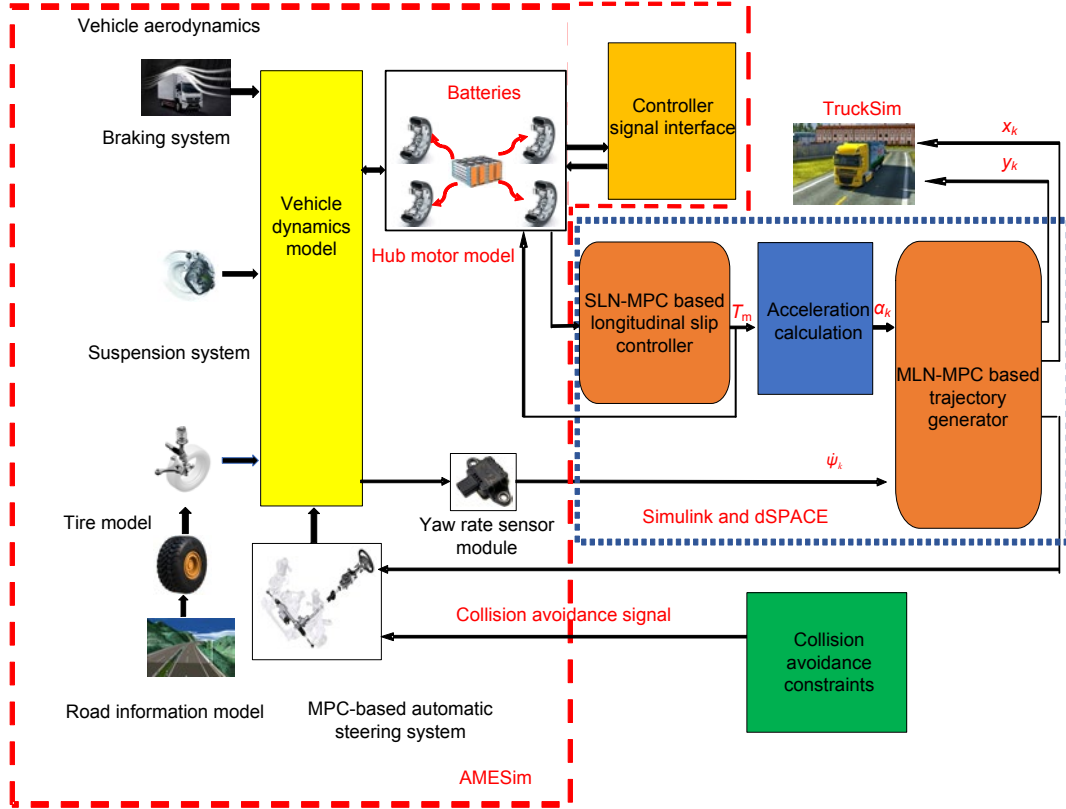 Vehicle aerodynamics
Braking system
Suspension system
Tire model
Road information model
Vehicle
dynamics
model
Batteries
Hub motor model
Controller
signal interface
TruckSim
x_k
y_k
SLN-MPC based
longitudinal slip
controller
T_m
Acceleration
calculation
α_k
MLN-MPC based
trajectory
generator
ψ̇_k
Simulink and dSPACE
Yaw rate sensor
module
Collision avoidance signal
Collision
avoidance
constraints
MPC-based automatic
steering system
AMESim